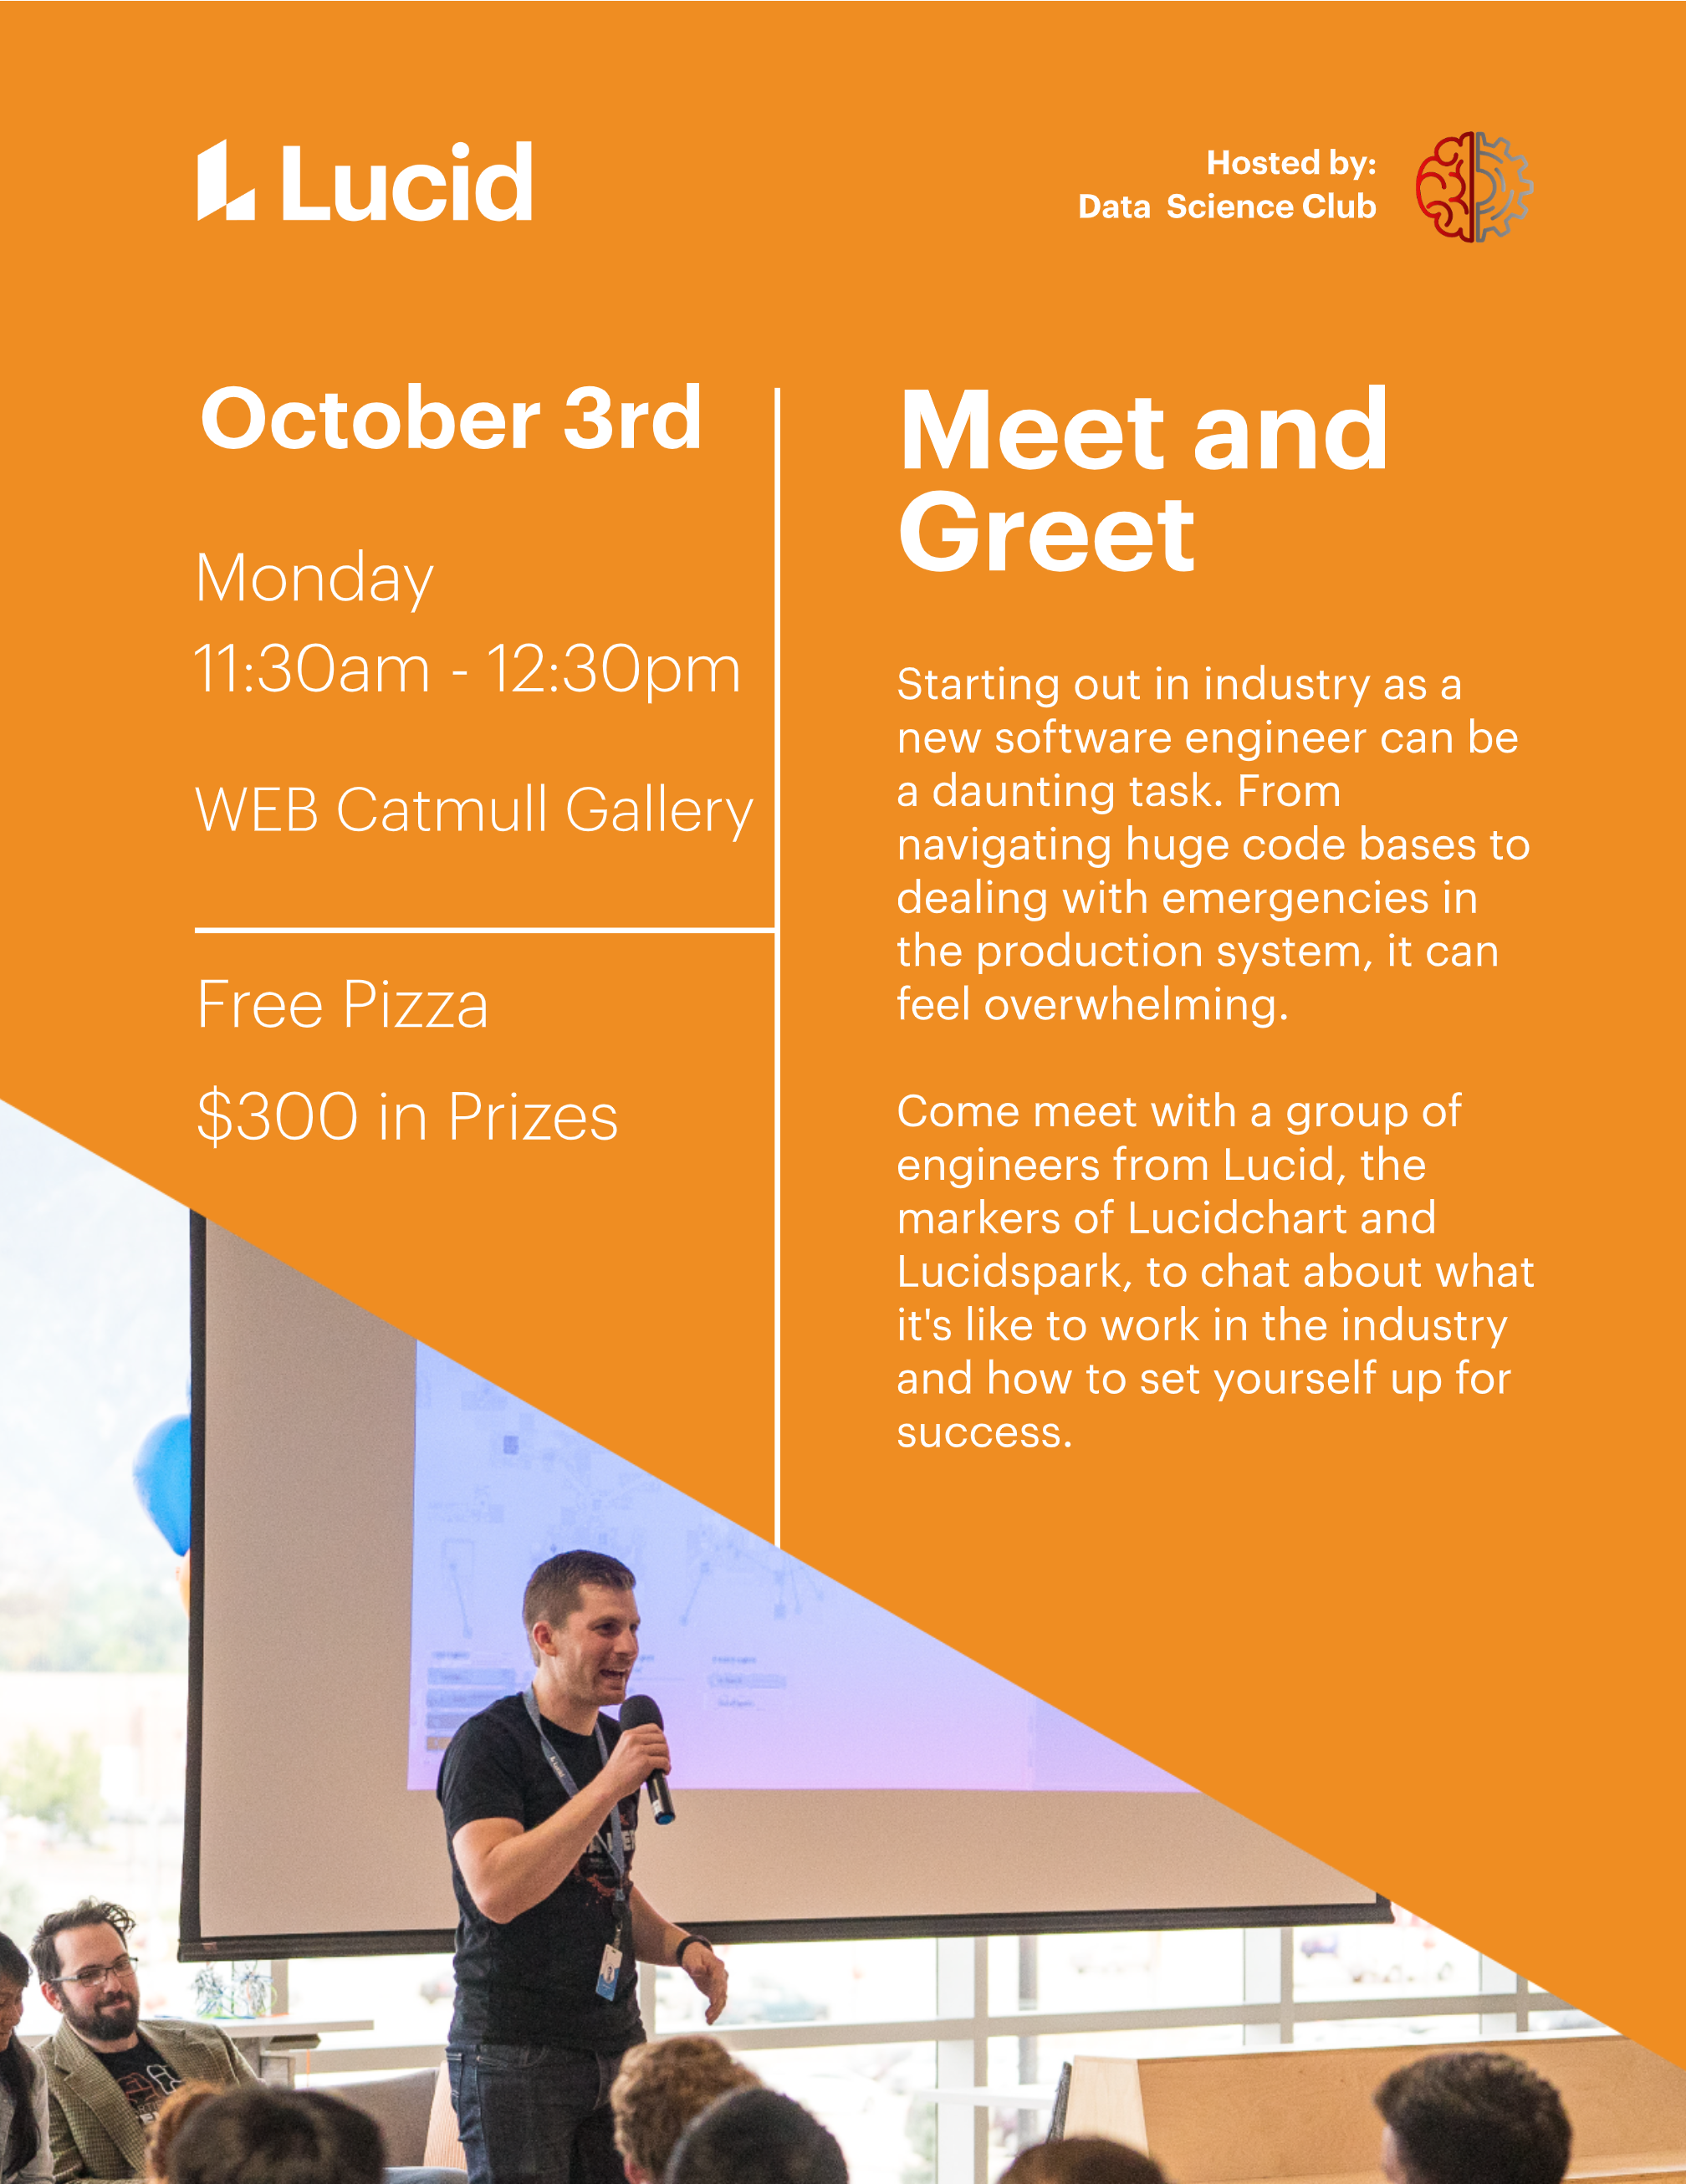 Lucid
Hosted by:
Data Science Club
October 3rd
Monday
11:30am - 12:30pm
WEB Catmull Gallery
Free Pizza
$300 in Prizes
Meet and
Greet
Starting out in industry as a
new software engineer can be
a daunting task. From
navigating huge code bases to
dealing with emergencies in
the production system, it can
feel overwhelming.
Come meet with a group of
engineers from Lucid, the
markers of Lucidchart and
Lucidspark, to chat about what
it's like to work in the industry
and how to set yourself up for
success.